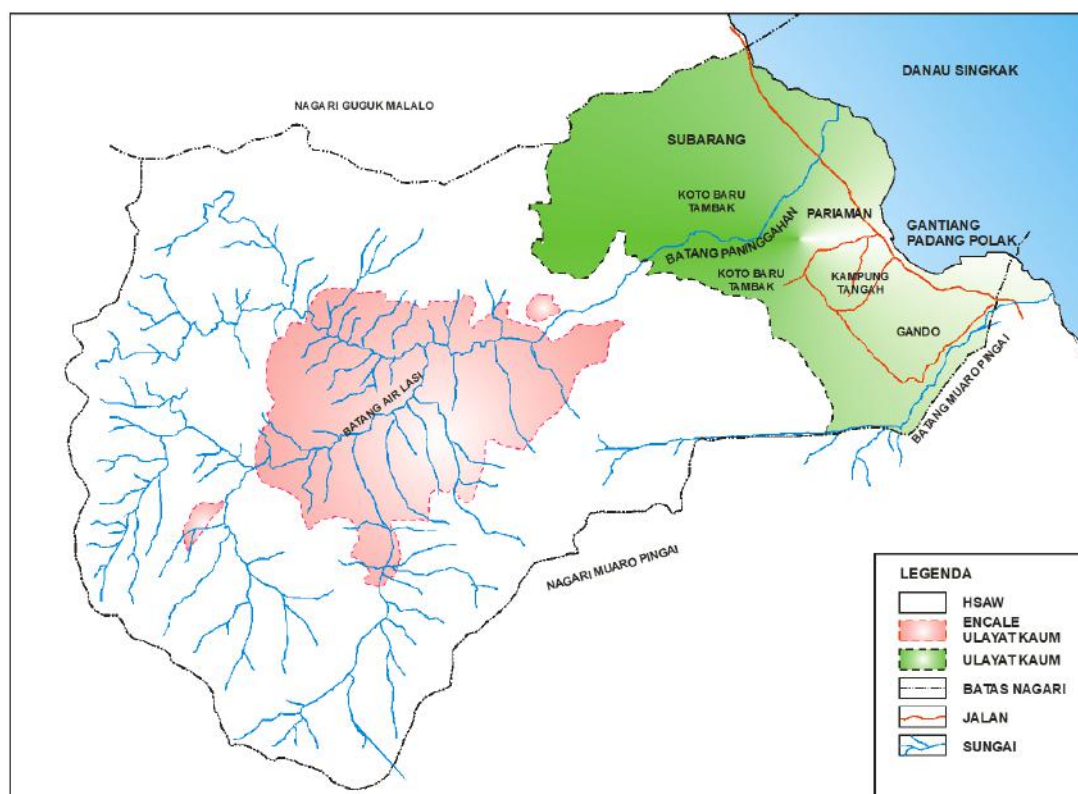 DANAU SINGKAK
NAGARI GUGUK MALALO
SUBARANG
KOTO BARU
TAMBAK
PARIAMAN
BATANG PANINGGAHAN
GANTIANG
PADANG POLAK
KOTO BARU
TAMBAK
KAMPUNG
TANGAH
GANDO
BATANG MUARO PINGAI
BATANG AIR LASI
NAGARI MUARO PINGAI
LEGENDA
HSAW
ENCALE
ULAYAT KAUM
ULAYAT KAUM
BATAS NAGARI
JALAN
SUNGAI